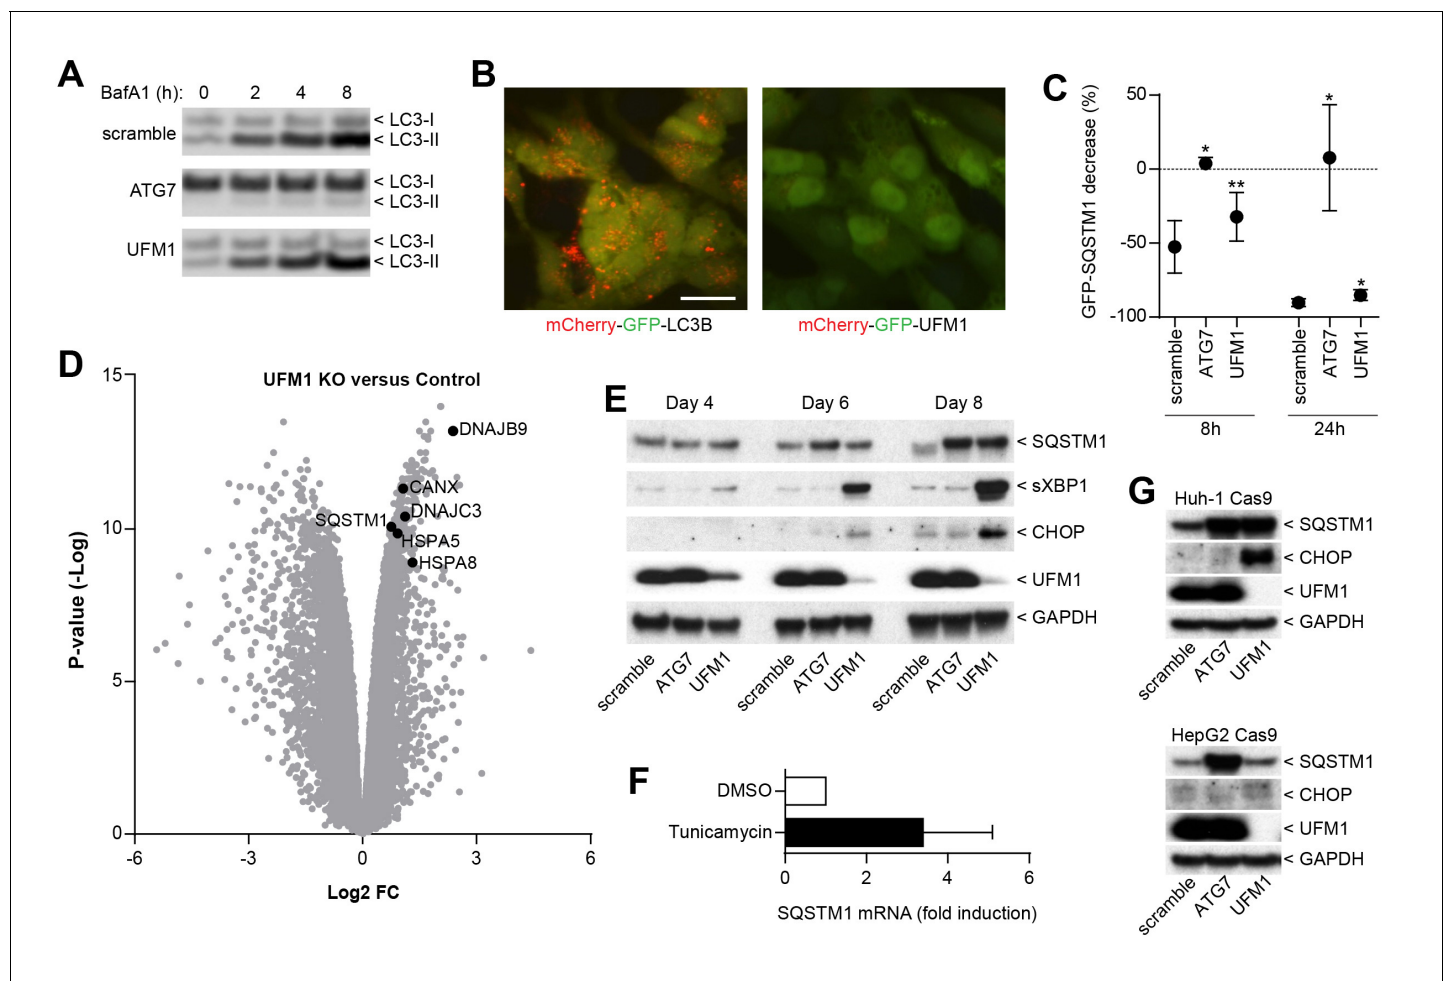 A
BafA1 (h): 0 2 4 8
scramble
< LC3-I
< LC3-II
ATG7
< LC3-I
< LC3-II
UFM1
< LC3-I
< LC3-II
B
mCherry-GFP-LC3B
mCherry-GFP-UFM1
C
GFP-SQSTM1 decrease (%)
50
0
-50
-100
*
**
*
*
scramble
ATG7
UFM1
scramble
ATG7
UFM1
8h
24h
D
UFM1 KO versus Control
P-value (-Log)
15
10
5
0
DNAJB9
CANX
DNAJC3
SQSTM1
HSPA5
HSPA8
-6 -3 0 3 6
Log2 FC
E
Day 4 Day 6 Day 8
< SQSTM1
< sXBP1
< CHOP
< UFM1
< GAPDH
scramble ATG7 UFM1 scramble ATG7 UFM1 scramble ATG7 UFM1
F
DMSO
Tunicamycin
0 2 4 6
SQSTM1 mRNA (fold induction)
G
Huh-1 Cas9
< SQSTM1
< CHOP
< UFM1
< GAPDH
scramble ATG7 UFM1
HepG2 Cas9
< SQSTM1
< CHOP
< UFM1
< GAPDH
scramble ATG7 UFM1